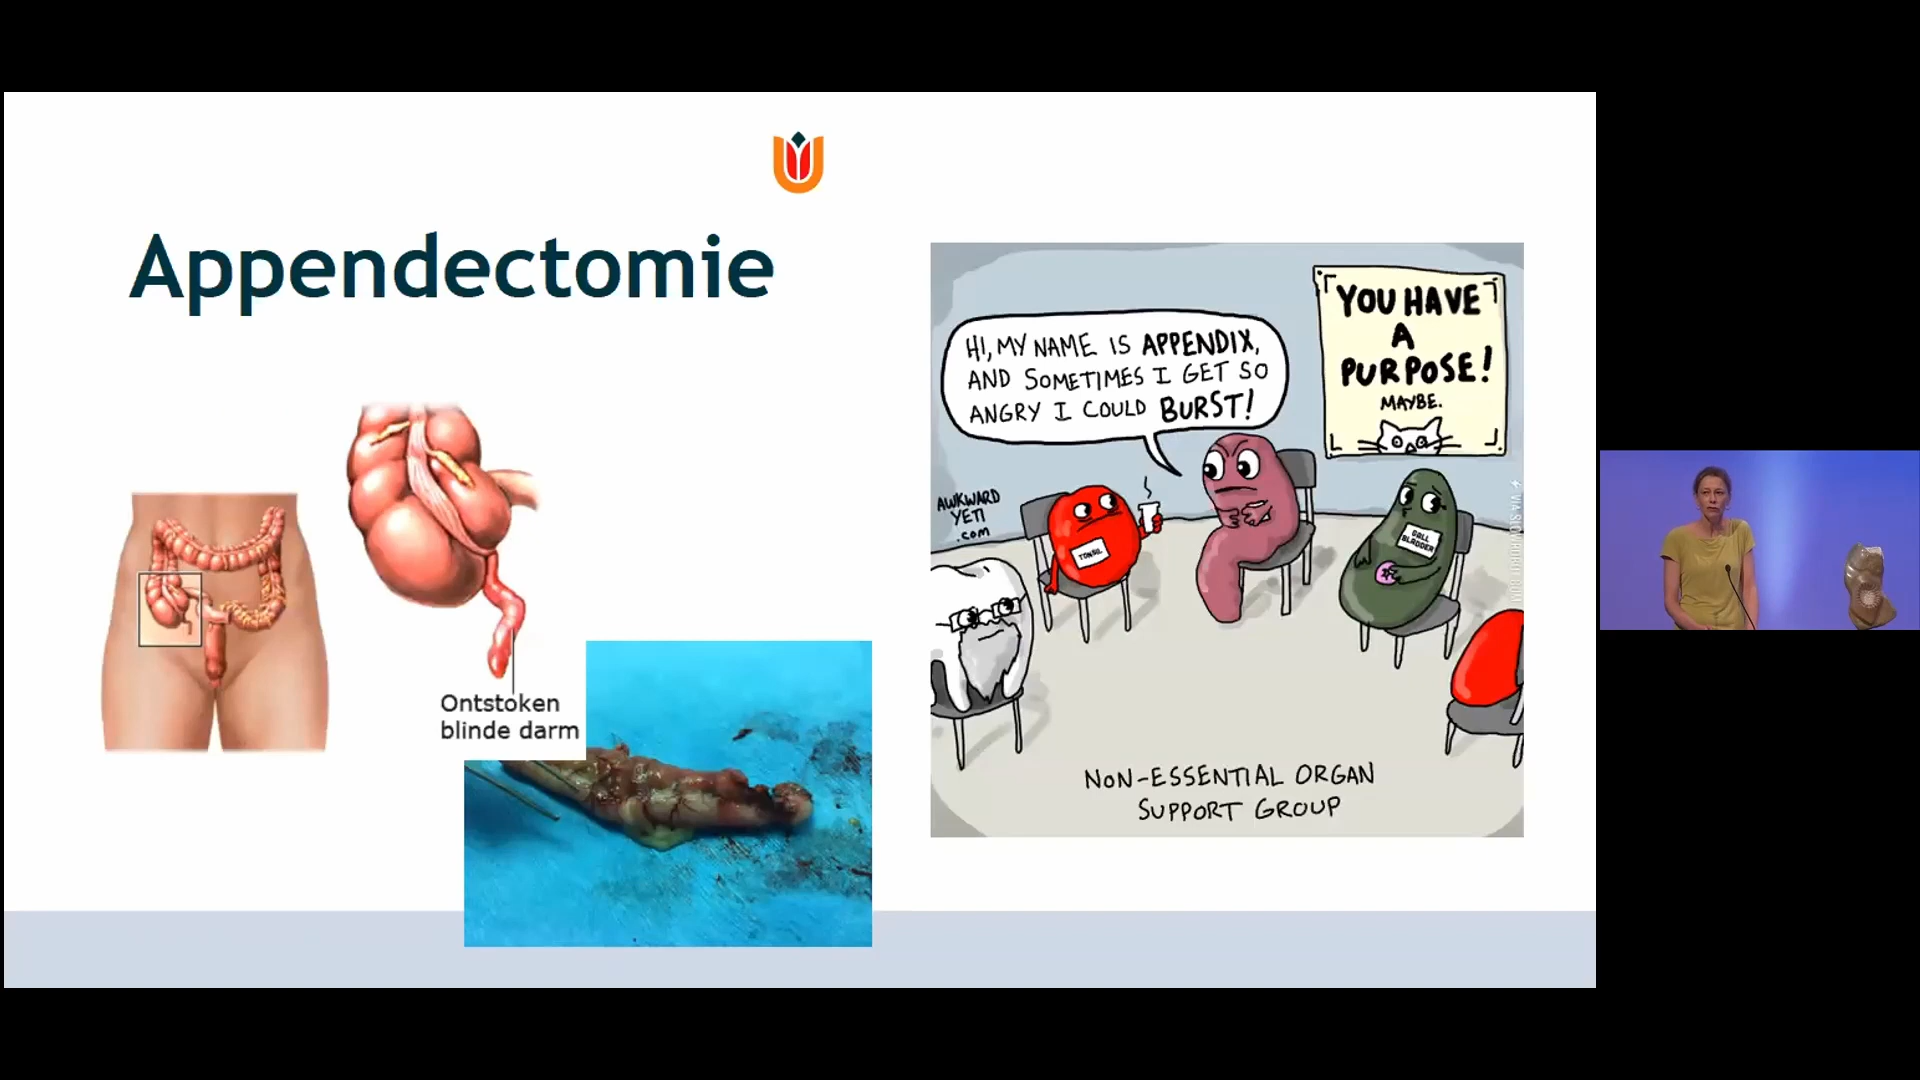 Appendectomie
Ontstoken
blinde darm
HI, MY NAME IS APPENDIX,
AND SOMETIMES I GET SO
ANGRY I COULD BURST!
YOU HAVE
A
PURPOSE!
MAYBE.
AWKWARD
YETI
.COM
TONSIL
GALL
BLADDER
NON-ESSENTIAL ORGAN
SUPPORT GROUP